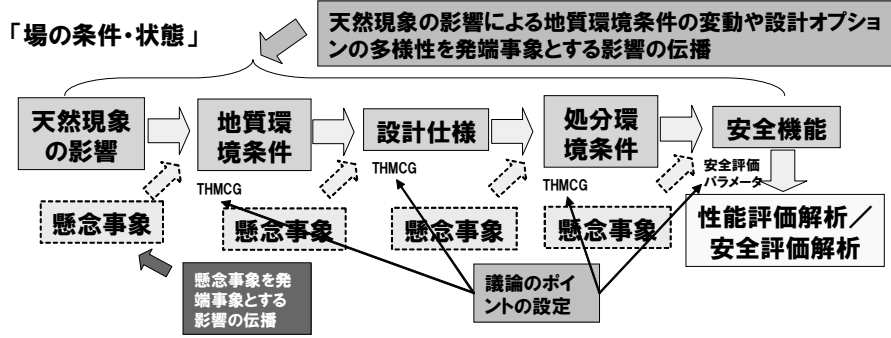 「場の条件・状態」
天然現象の影響による地質環境条件の変動や設計オプショ
ンの多様性を発端事象とする影響の伝播
天然現象
の影響
地質環
境条件
設計仕様
処分環
境条件
安全機能
THMCG
THMCG
THMCG
安全評価
パラメータ
懸念事象
懸念事象
懸念事象
懸念事象
性能評価解析／
安全評価解析
懸念事象を発
端事象とする
影響の伝播
議論のポイ
ントの設定